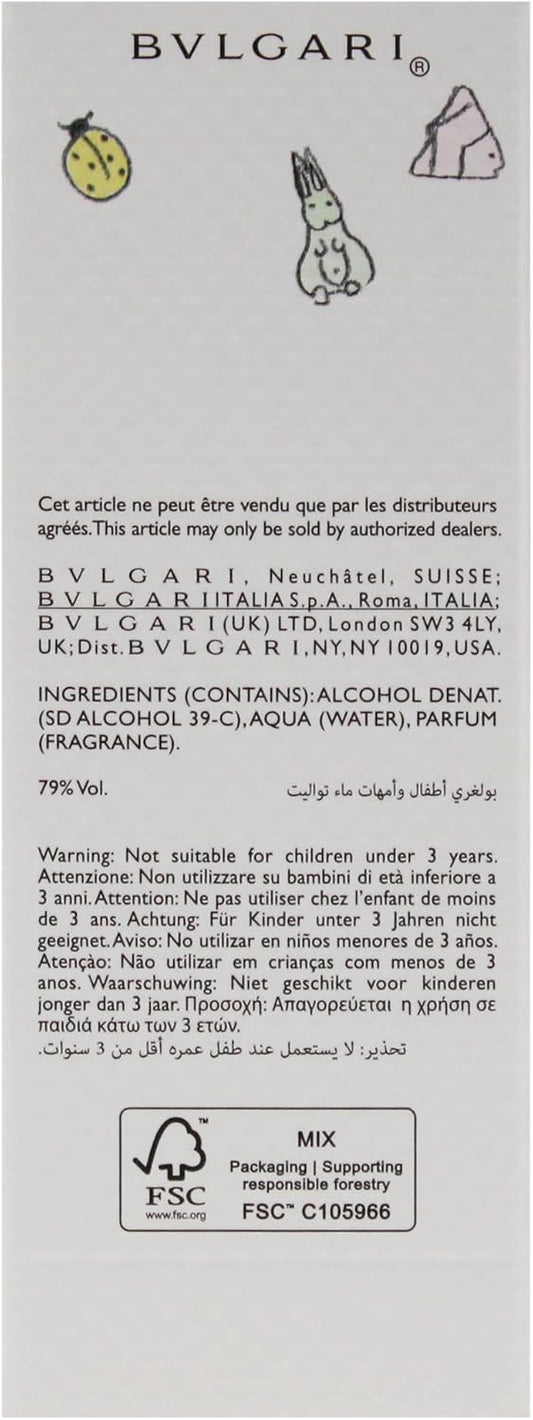 BVLGARI®
Cet article ne peut être vendu que par les distributeurs
agréés.This article may only be sold by authorized dealers.
BVLGARI, Neuchâtel, SUISSE;
BVLGARI ITALIA S.p.A., Roma, ITALIA;
BVLGARI (UK) LTD, London SW3 4LY,
UK; Dist. BVLGARI, NY, NY 10019, USA.
INGREDIENTS (CONTAINS): ALCOHOL DENAT.
(SD ALCOHOL 39-C), AQUA (WATER), PARFUM
(FRAGRANCE).
79% Vol.
بولغري أطفال وأمهات ماء تواليت
Warning: Not suitable for children under 3 years.
Attenzione: Non utilizzare su bambini di età inferiore a
3 anni. Attention: Ne pas utiliser chez l'enfant de moins
de 3 ans. Achtung: Für Kinder unter 3 Jahren nicht
geeignet. Aviso: No utilizar en niños menores de 3 años.
Atençào: Não utilizar em crianças com menos de 3
anos. Waarschuwing: Niet geschikt voor kinderen
jonger dan 3 jaar. Προσοχή: Απαγορεύεται η χρήση σε
παιδιά κάτω των 3 ετών.
تحذير: لا يستعمل عند طفل عمره أقل من 3 سنوات.
FSC™
www.fsc.org
MIX
Packaging | Supporting
responsible forestry
FSC™ C105966